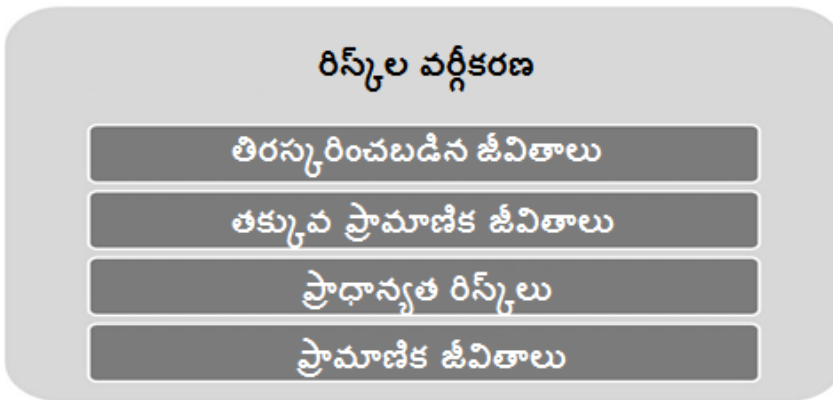 రిస్క్‌ల వర్గీకరణ
తిరస్కరించబడిన జీవితాలు
తక్కువ ప్రామాణిక జీవితాలు
ప్రాధాన్యత రిస్క్‌లు
ప్రామాణిక జీవితాలు